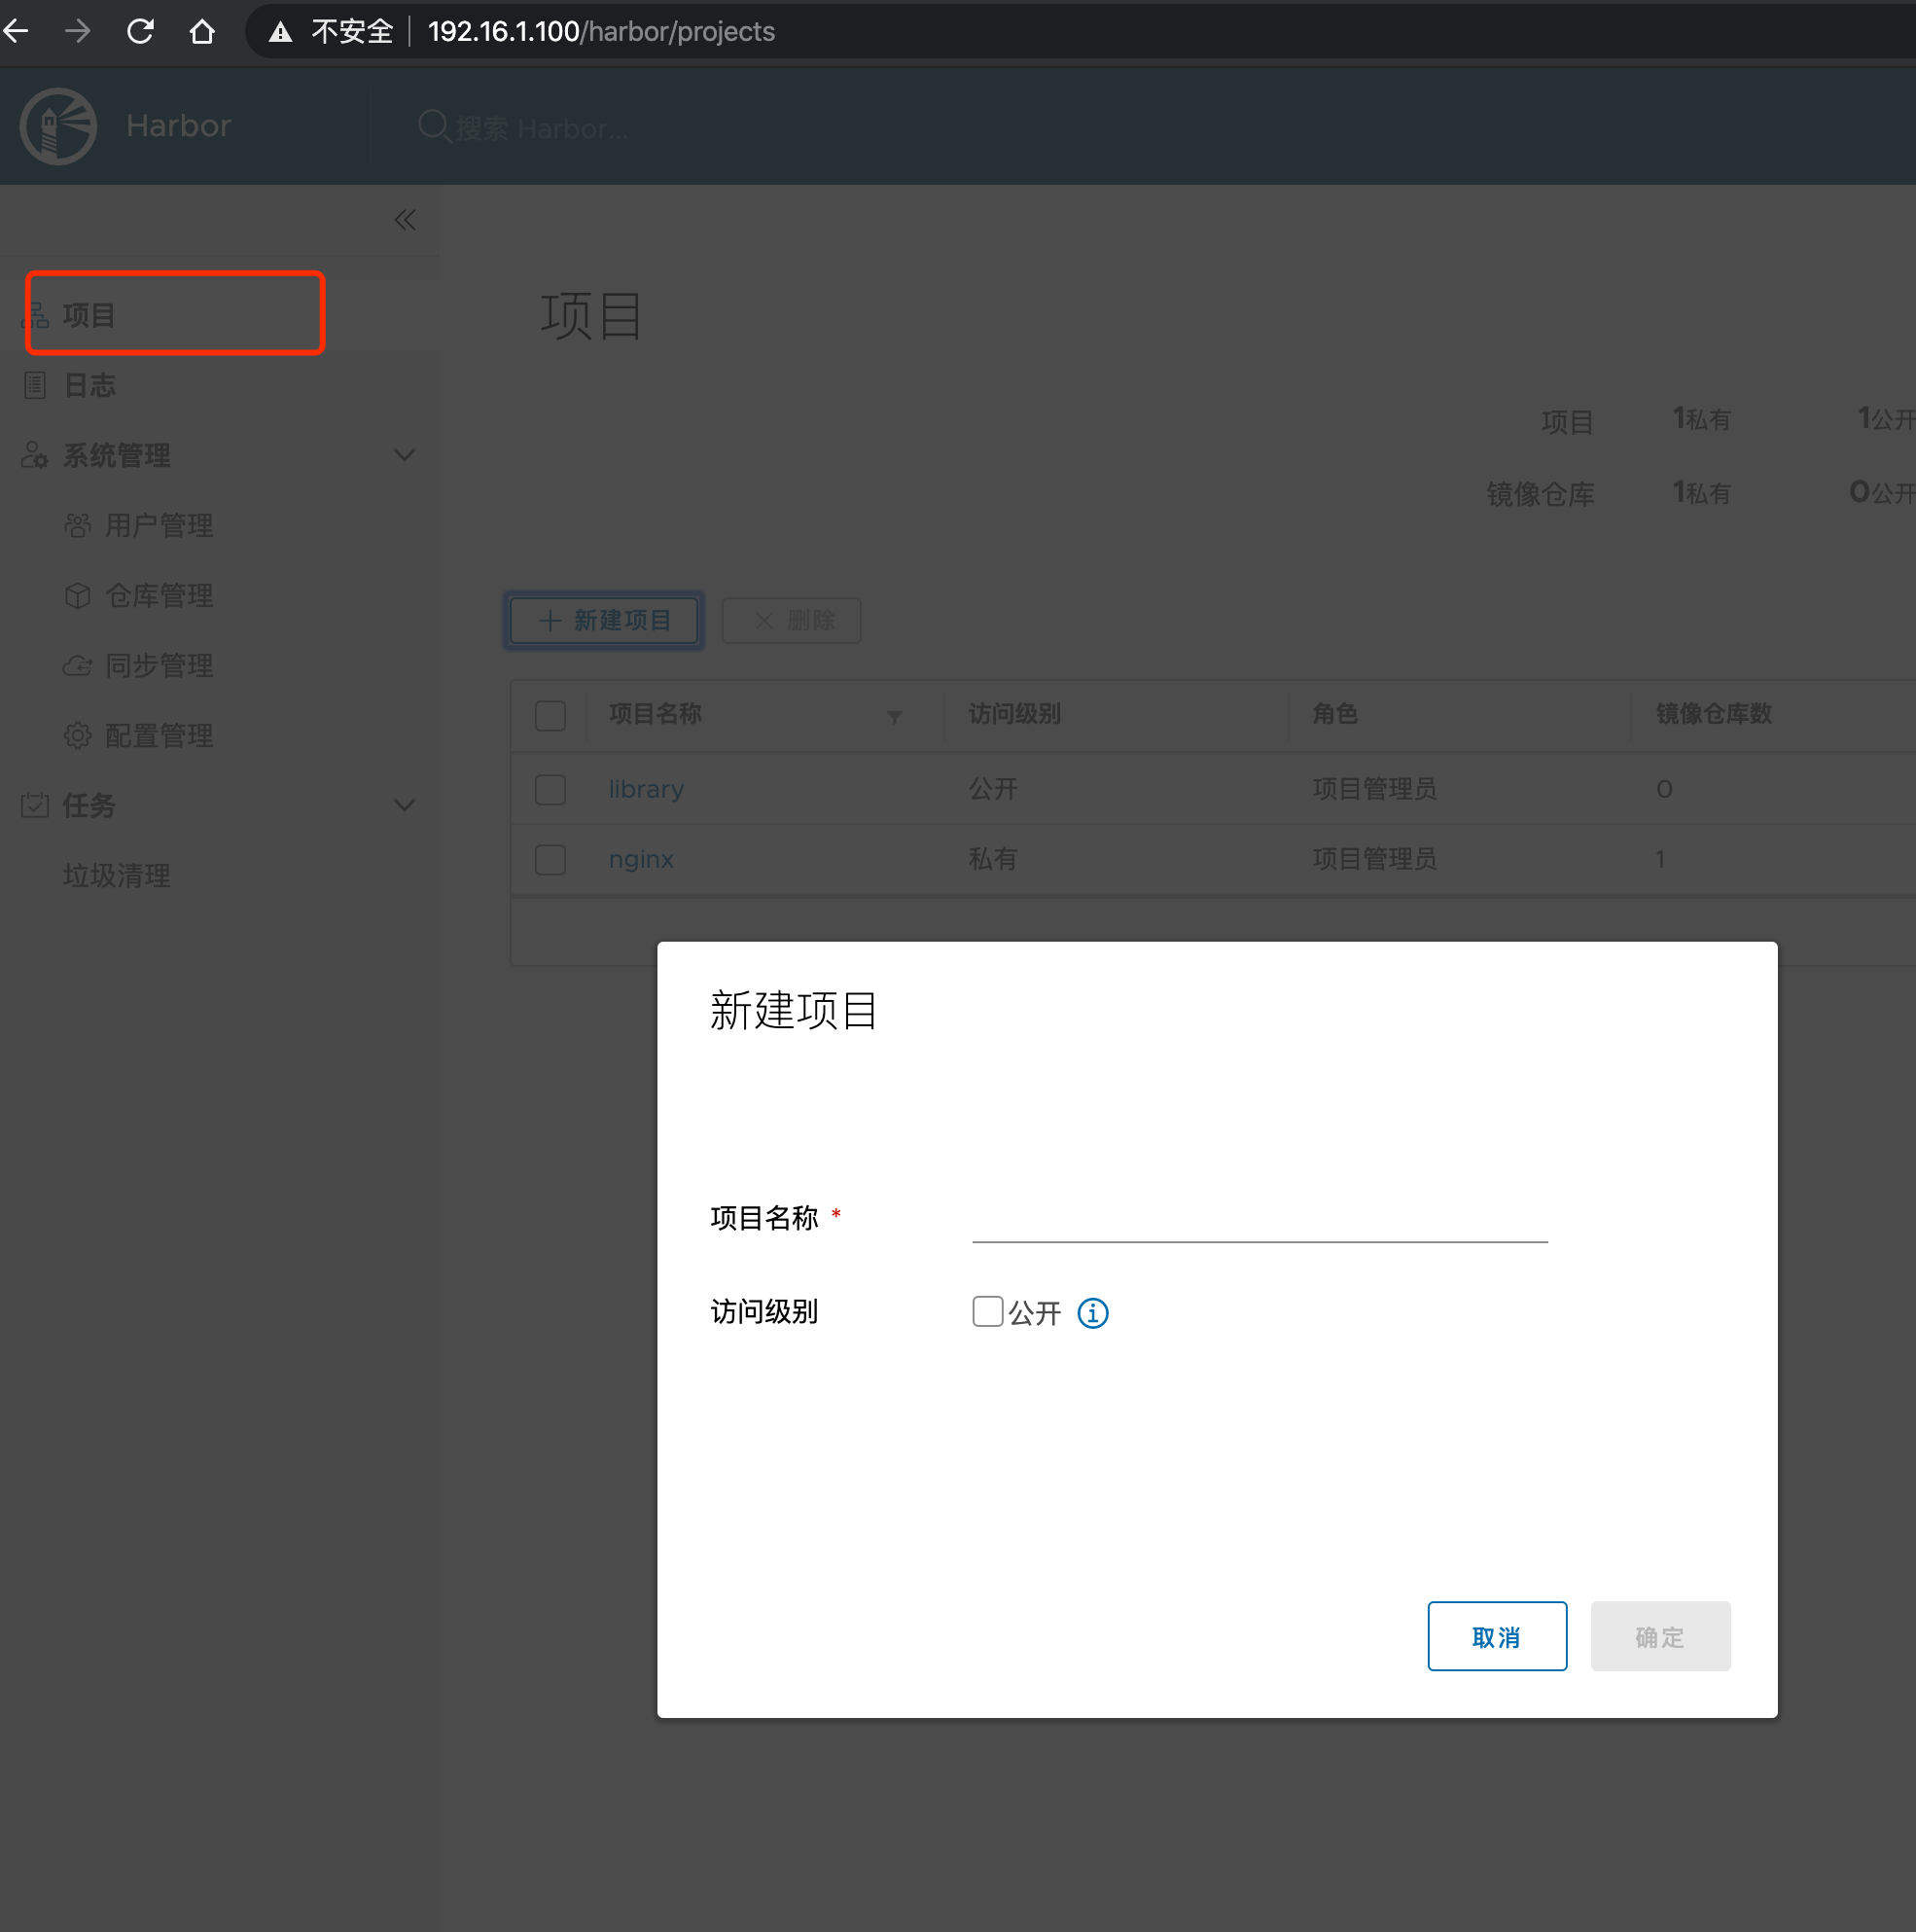 不安全 192.16.1.100/harbor/projects
Harbor 搜索 Harbor...
项目
日志
系统管理
用户管理
仓库管理
同步管理
配置管理
任务
垃圾清理
项目
项目 1私有 1公开
镜像仓库 1私有 0公开
新建项目 删除
项目名称 访问级别 角色 镜像仓库数
library 公开 项目管理员 0
nginx 私有 项目管理员 1
新建项目
项目名称 *
访问级别 公开
取消 确定